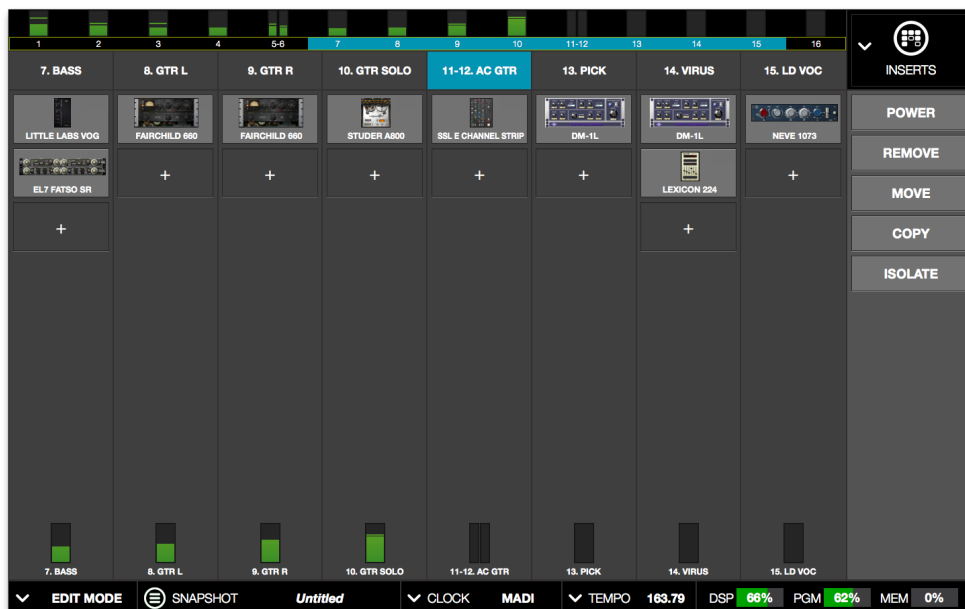 1 2 3 4 5-6 7 8 9 10 11-12 13 14 15 16
INSERTS
7. BASS 8. GTR L 9. GTR R 10. GTR SOLO 11-12. AC GTR 13. PICK 14. VIRUS 15. LD VOC
LITTLE LABS VOG FAIRCHILD 660 FAIRCHILD 660 STUDER A800 SSL E CHANNEL STRIP DM-1L DM-1L NEVE 1073
EL7 FATSO SR + + + + + LEXICON 224 +
+ +
POWER
REMOVE
MOVE
COPY
ISOLATE
7. BASS 8. GTR L 9. GTR R 10. GTR SOLO 11-12. AC GTR 13. PICK 14. VIRUS 15. LD VOC
EDIT MODE SNAPSHOT Untitled CLOCK MADI TEMPO 163.79 DSP 66% PGM 62% MEM 0%